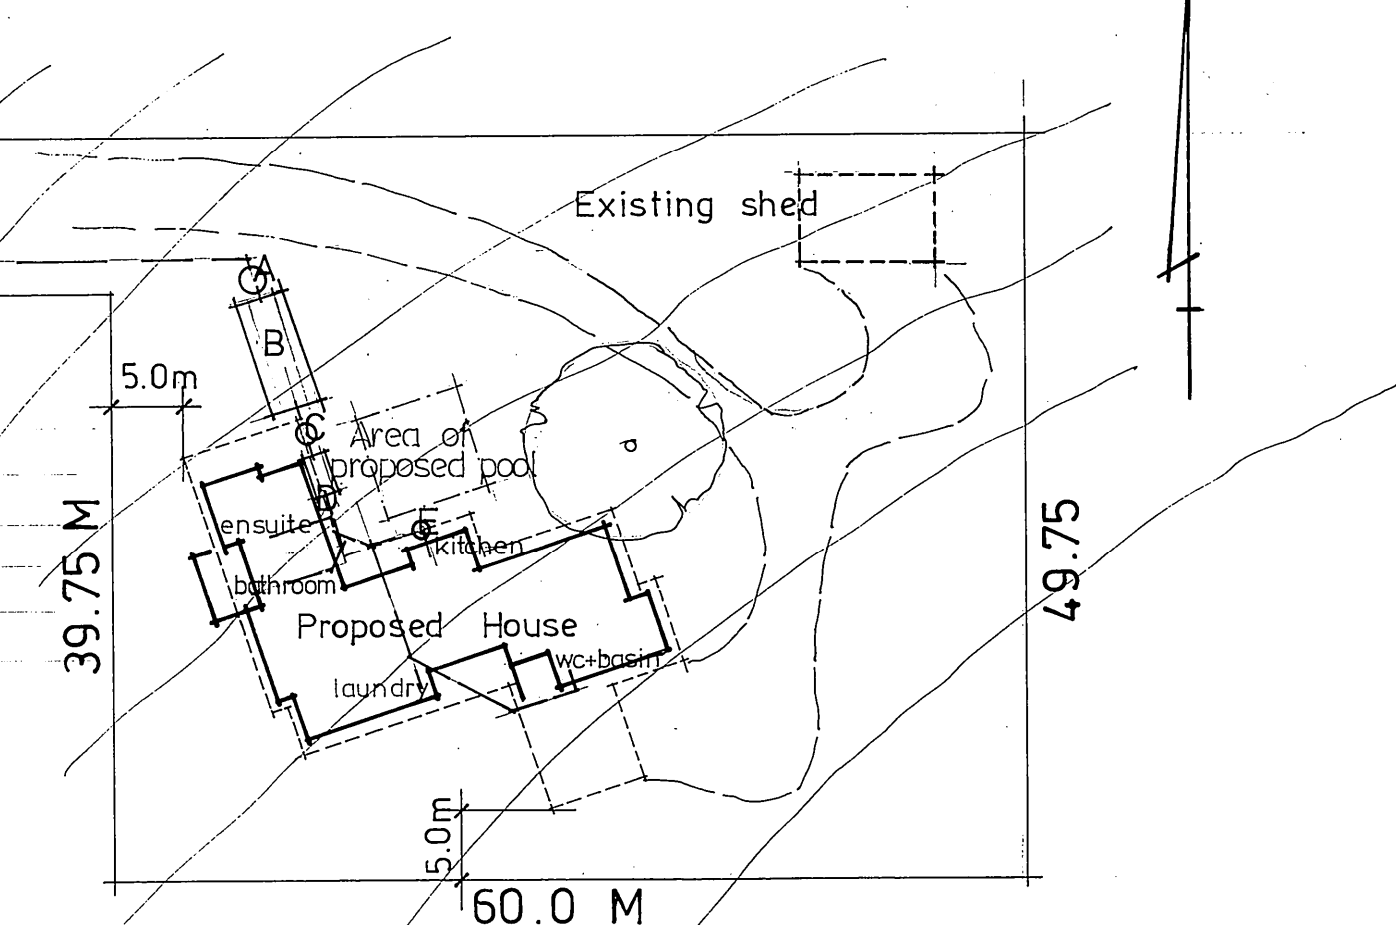 Existing shed
A
B
5.0m
C
Area of
proposed pool
D
E
ensuite
kitchen
bathroom
39.75 M
49.75
Proposed House
wc+basin
laundry
5.0m
60.0 M